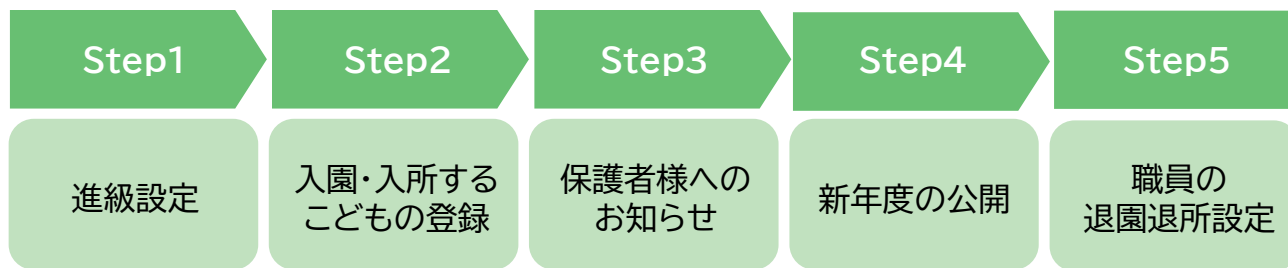 Step1
Step2
Step3
Step4
Step5
進級設定
入園・入所する
こどもの登録
保護者様への
お知らせ
新年度の公開
職員の
退園退所設定